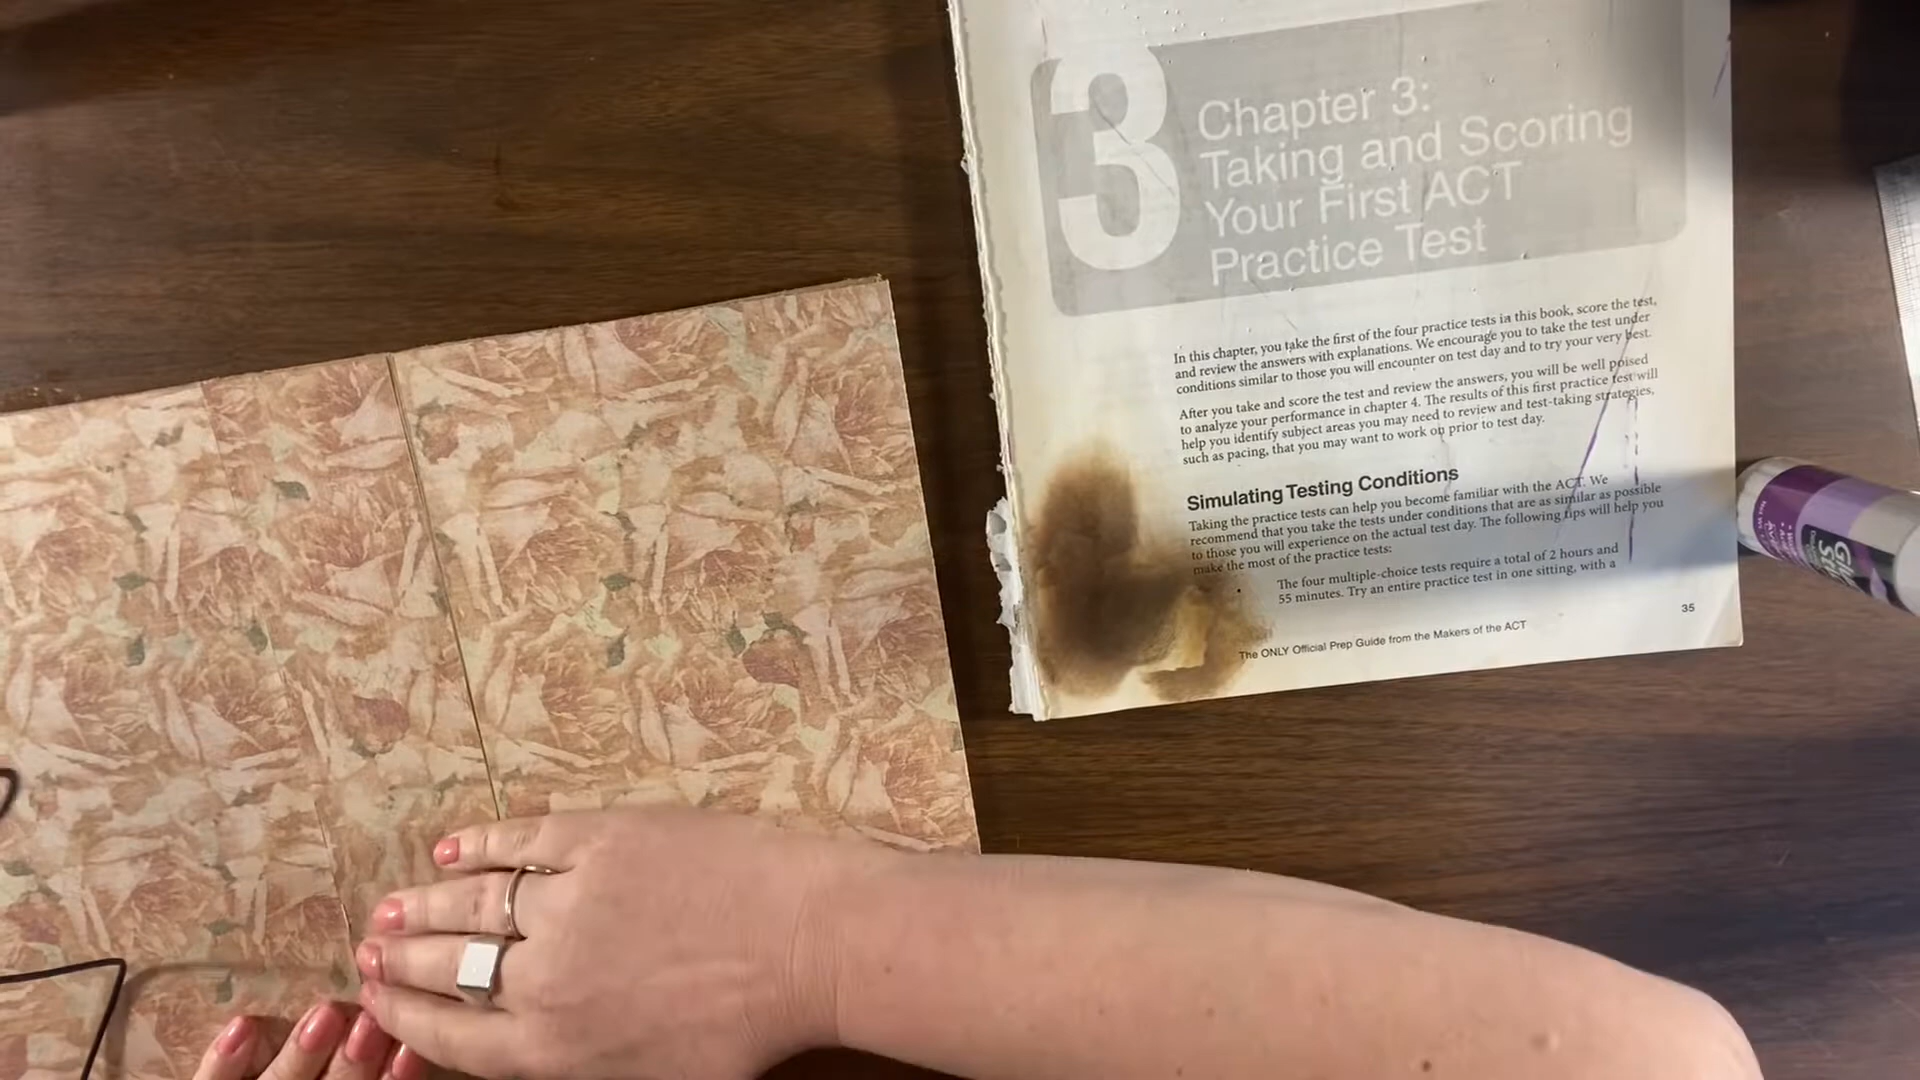 3
Chapter 3:
Taking and Scoring
Your First ACT
Practice Test
In this chapter, you take the first of the four practice tests in this book, score the test,
and review the answers with explanations. We encourage you to take the test under
conditions similar to those you will encounter on test day and to try your very best.
After you take and score the test and review the answers, you will be well poised
to analyze your performance in chapter 4. The results of this first practice test will
help you identify subject areas you may need to review and test-taking strategies,
such as pacing, that you may want to work on prior to test day.
Simulating Testing Conditions
Taking the practice tests can help you become familiar with the ACT. We
recommend that you take the tests under conditions that are as similar as possible
to those you will experience on the actual test day. The following tips will help you
make the most of the practice tests:
• The four multiple-choice tests require a total of 2 hours and
55 minutes. Try an entire practice test in one sitting, with a
35
The ONLY Official Prep Guide from the Makers of the ACT